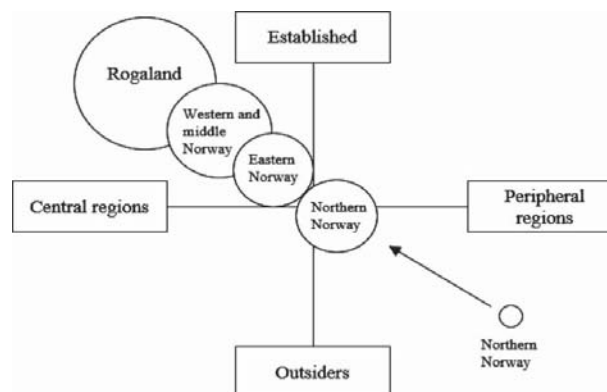 Established
Rogaland
Western and
middle
Norway
Eastern
Norway
Central regions
Northern
Norway
Peripheral
regions
Northern
Norway
Outsiders